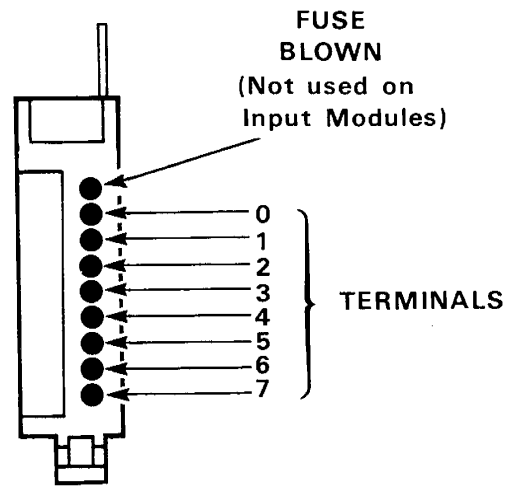 FUSE
BLOWN
(Not used on
Input Modules)
0
1
2
3
4
5
6
7
TERMINALS